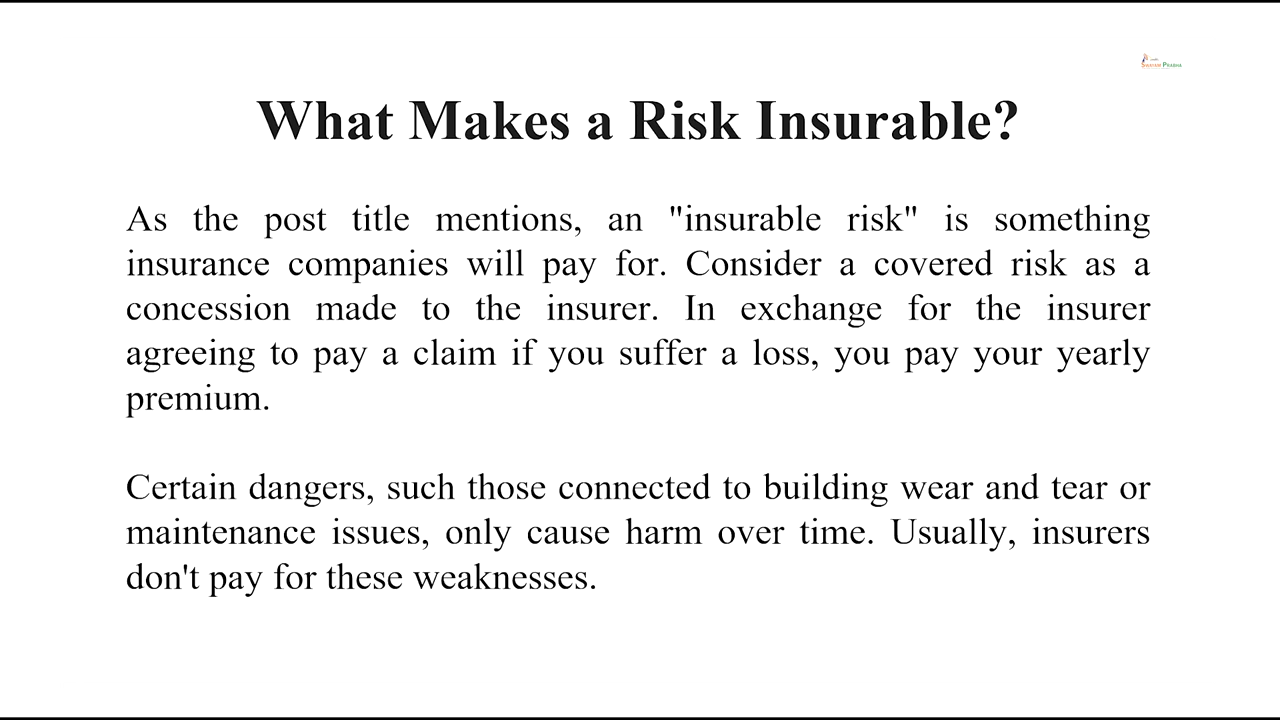 SWAYAM PRABHA
What Makes a Risk Insurable?
As the post title mentions, an "insurable risk" is something
insurance companies will pay for. Consider a covered risk as a
concession made to the insurer. In exchange for the insurer
agreeing to pay a claim if you suffer a loss, you pay your yearly
premium.
Certain dangers, such those connected to building wear and tear or
maintenance issues, only cause harm over time. Usually, insurers
don't pay for these weaknesses.